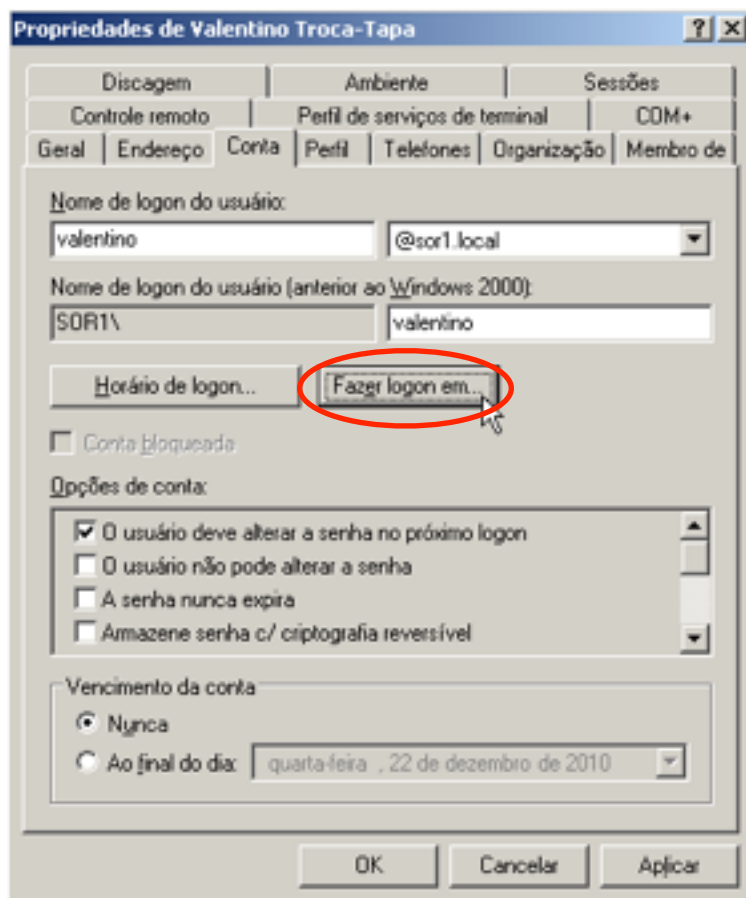 Propriedades de Valentino Troca-Tapa
Discagem Ambiente Sessões
Controle remoto Perfil de serviços de terminal COM+
Geral Endereço Conta Perfil Telefones Organização Membro de
Nome de logon do usuário:
valentino @sor1.local
Nome de logon do usuário (anterior ao Windows 2000):
SOR1\ valentino
Horário de logon... Fazer logon em...
Conta bloqueada
Opções de conta:
O usuário deve alterar a senha no próximo logon
O usuário não pode alterar a senha
A senha nunca expira
Armazene senha c/ criptografia reversível
Vencimento da conta
Nunca
Ao final do dia: quarta-feira , 22 de dezembro de 2010
OK Cancelar Aplicar